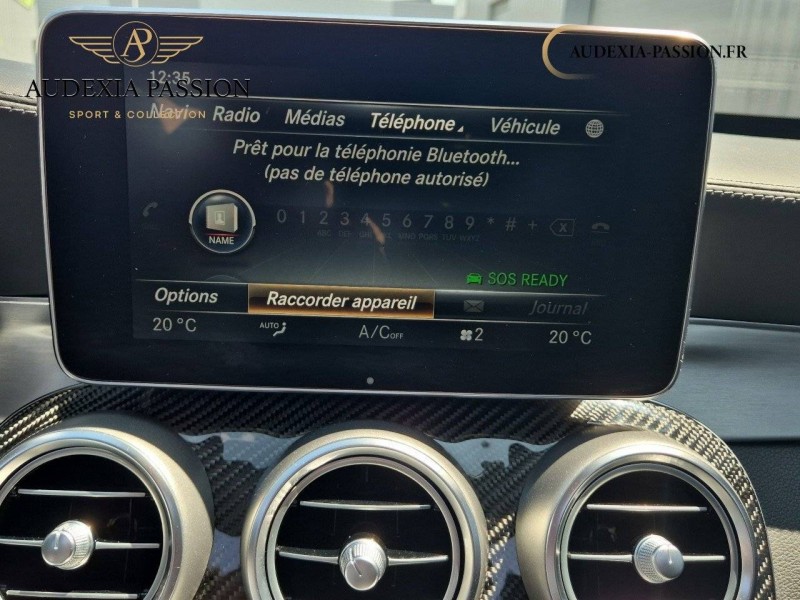 AP
AUDEXIA PASSION
SPORT & COLLECTION
AUDEXIA-PASSION.FR
12:35
Navi Radio Médias Téléphone Véhicule
Prêt pour la téléphonie Bluetooth...
(pas de téléphone autorisé)
NAME
0 1 2 3 4 5 6 7 8 9 * # +
SOS READY
Options Raccorder appareil Journal
20 °C AUTO A/C OFF 2 20 °C